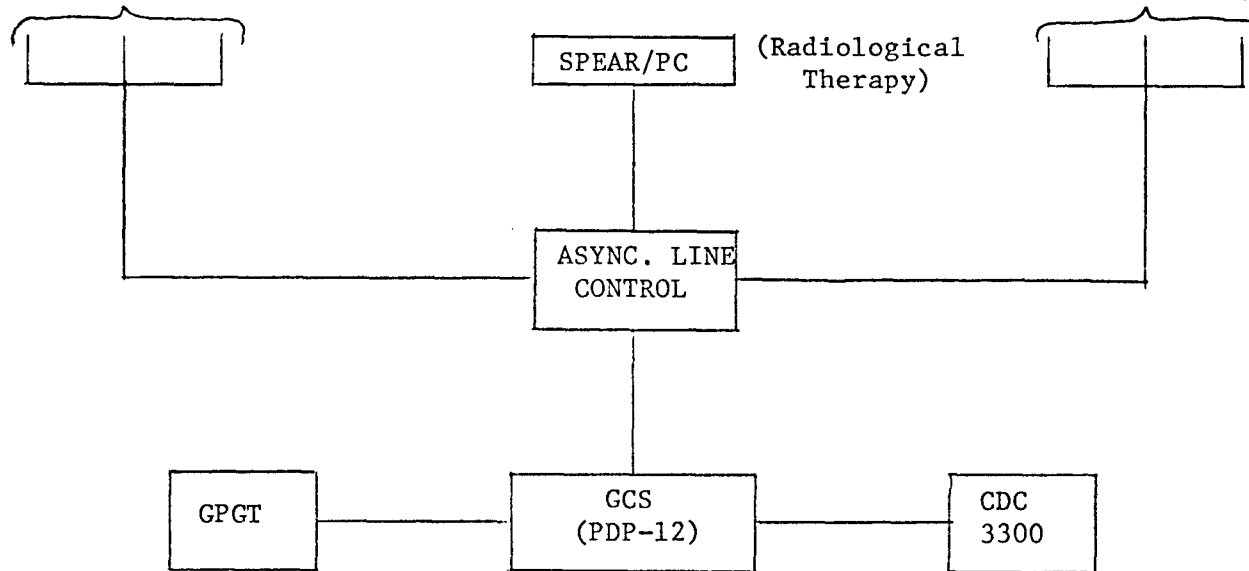 SPEAR/PC
(Radiological
Therapy)
ASYNC. LINE
CONTROL
GPGT
GCS
(PDP-12)
CDC
3300